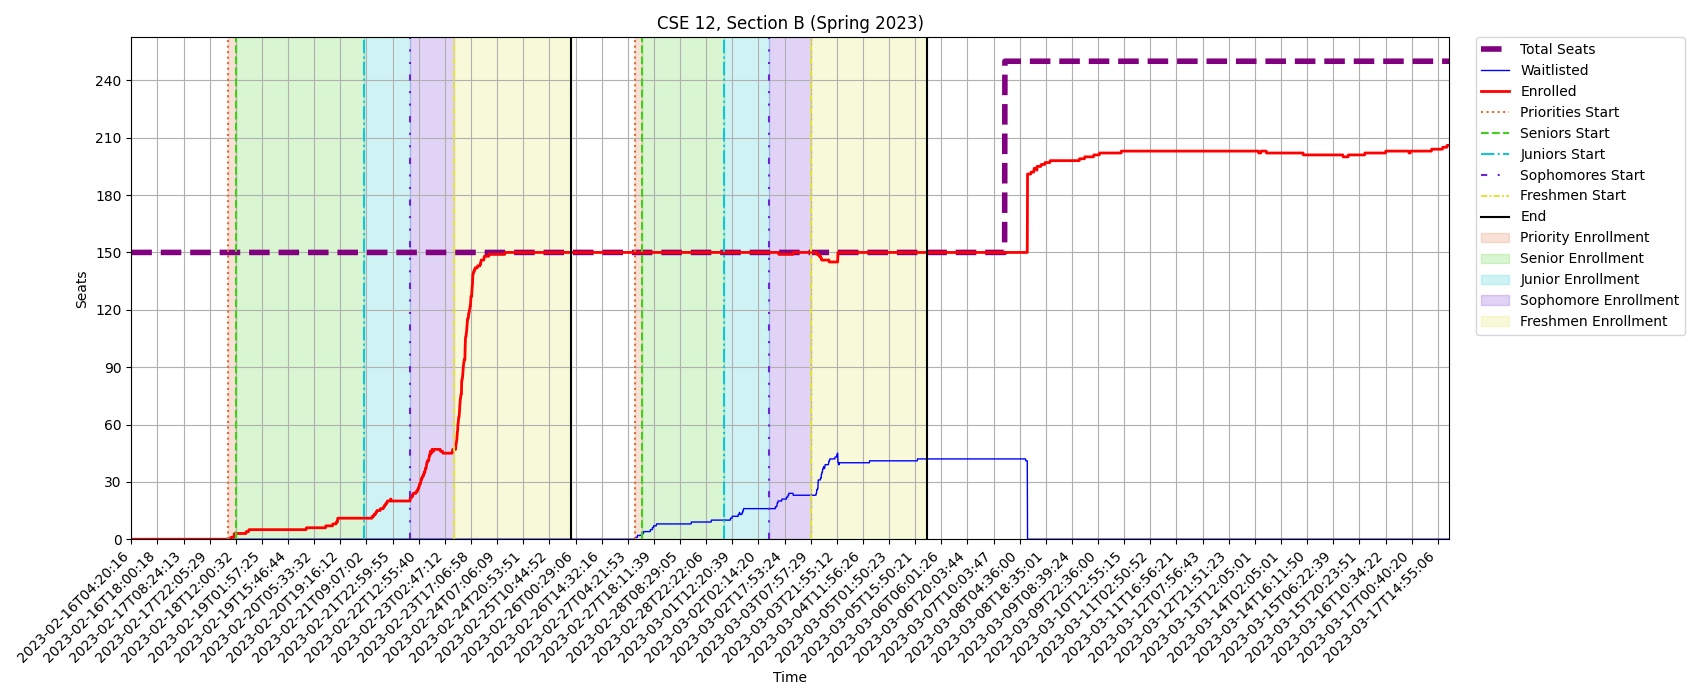 CSE 12, Section B (Spring 2023)
Seats
240
210
180
150
120
90
60
30
0
2023-02-16T04:20:16
2023-02-16T18:00:18
2023-02-17T08:24:13
2023-02-17T22:05:29
2023-02-18T12:00:32
2023-02-19T01:57:23
2023-02-19T15:46:44
2023-02-20T05:33:32
2023-02-20T19:16:12
2023-02-21T09:07:02
2023-02-21T22:59:55
2023-02-22T12:55:40
2023-02-23T02:47:12
2023-02-23T17:06:58
2023-02-24T07:06:09
2023-02-24T20:53:51
2023-02-25T10:44:52
2023-02-26T00:29:06
2023-02-26T14:32:16
2023-02-27T04:21:53
2023-02-27T18:11:39
2023-02-28T08:29:05
2023-02-28T22:22:06
2023-03-01T12:20:39
2023-03-02T02:14:20
2023-03-02T17:53:24
2023-03-03T07:57:29
2023-03-03T21:55:12
2023-03-04T11:56:26
2023-03-05T01:50:23
2023-03-05T15:50:21
2023-03-06T06:01:26
2023-03-06T20:03:44
2023-03-07T10:03:47
2023-03-08T04:36:00
2023-03-08T18:35:01
2023-03-09T08:39:24
2023-03-09T22:36:00
2023-03-10T12:55:15
2023-03-11T02:50:52
2023-03-11T16:56:21
2023-03-12T07:56:43
2023-03-12T21:51:23
2023-03-13T12:05:01
2023-03-14T02:05:01
2023-03-14T16:11:50
2023-03-15T06:22:39
2023-03-15T20:23:51
2023-03-16T10:34:22
2023-03-17T00:40:20
2023-03-17T14:55:06
Time
Total Seats
Waitlisted
Enrolled
Priorities Start
Seniors Start
Juniors Start
Sophomores Start
Freshmen Start
End
Priority Enrollment
Senior Enrollment
Junior Enrollment
Sophomore Enrollment
Freshmen Enrollment